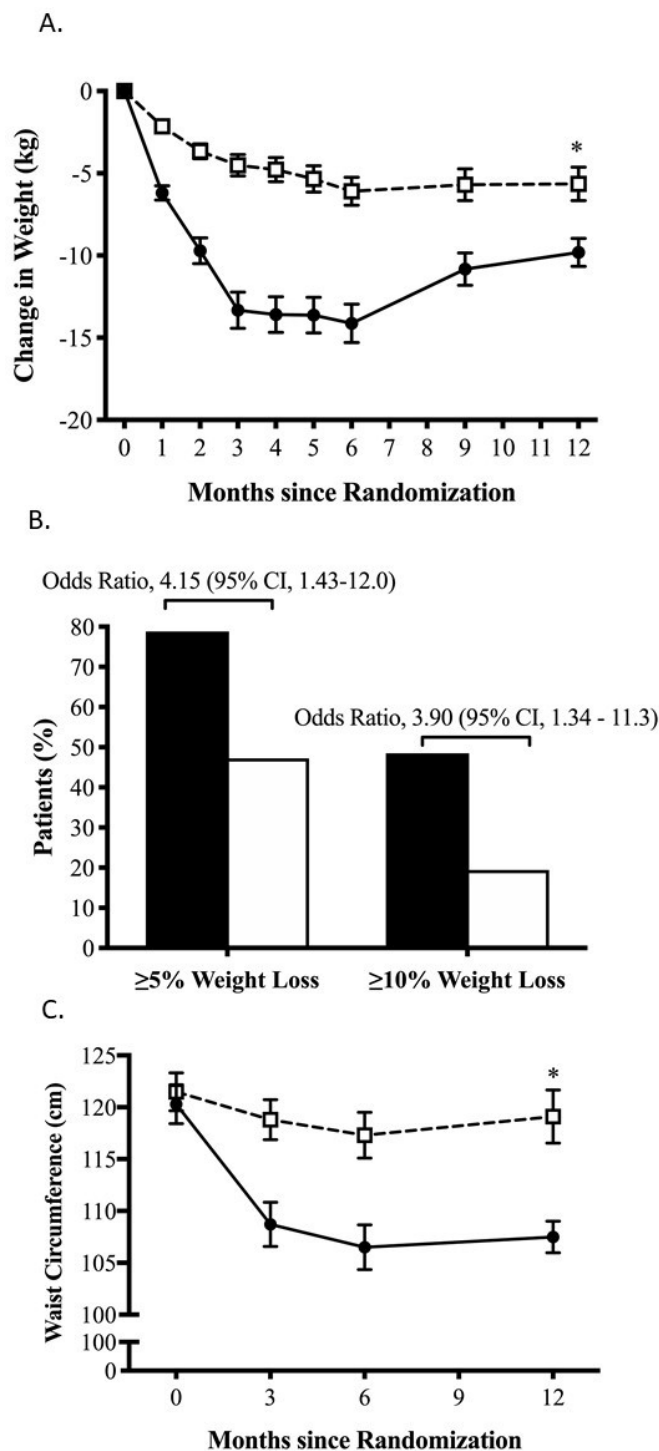 A.
0
-5
-10
-15
-20
Change in Weight (kg)
*
0 1 2 3 4 5 6 7 8 9 10 11 12
Months since Randomization
B.
Odds Ratio, 4.15 (95% CI, 1.43-12.0)
Odds Ratio, 3.90 (95% CI, 1.34 - 11.3)
80
70
60
50
40
30
20
10
0
Patients (%)
≥5% Weight Loss ≥10% Weight Loss
C.
125
120
115
110
105
100
100
0
Waist Circumference (cm)
*
0 3 6 9 12
Months since Randomization